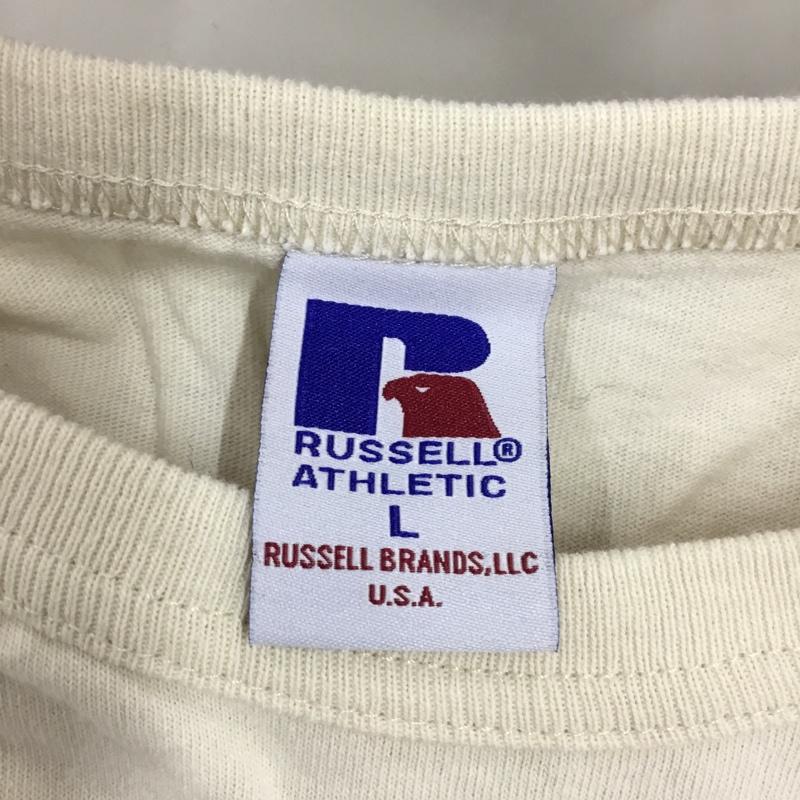 RUSSELL®
ATHLETIC
L
RUSSELL BRANDS,LLC
U.S.A.